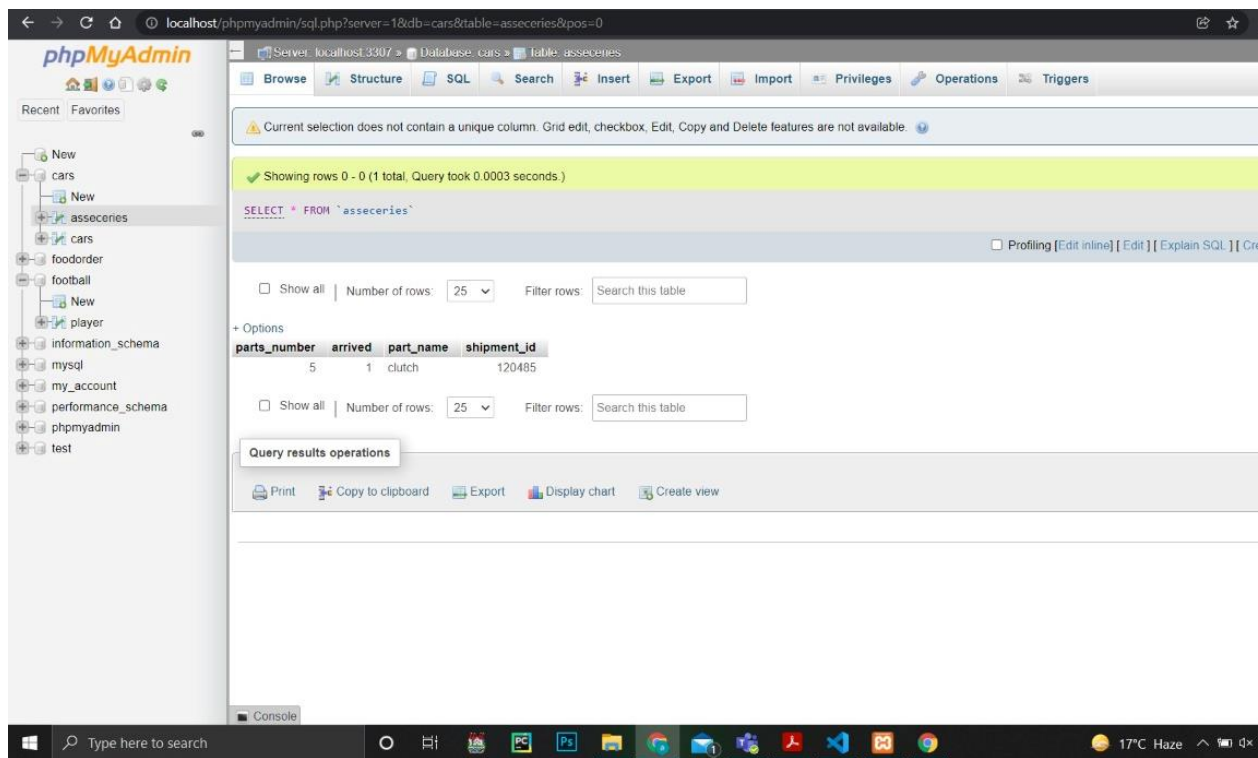 localhost/phpmyadmin/sql.php?server=1&db=cars&table=asseceries&pos=0
phpMyAdmin
Recent Favorites
New
cars
New
asseceries
cars
foodorder
football
New
player
information_schema
mysql
my_account
performance_schema
phpmyadmin
test
Server: localhost:3307 » Database: cars » Table: asseceries
Browse Structure SQL Search Insert Export Import Privileges Operations Triggers
Current selection does not contain a unique column. Grid edit, checkbox, Edit, Copy and Delete features are not available.
Showing rows 0 - 0 (1 total, Query took 0.0003 seconds.)
SELECT * FROM `asseceries`
Profiling [Edit inline] [ Edit ] [ Explain SQL ] [ Cre
Show all | Number of rows: 25 Filter rows: Search this table
+ Options
parts_number arrived part_name shipment_id
5 1 clutch 120485
Show all | Number of rows: 25 Filter rows: Search this table
Query results operations
Print Copy to clipboard Export Display chart Create view
Console
Type here to search
PC Ps 1 17°C Haze